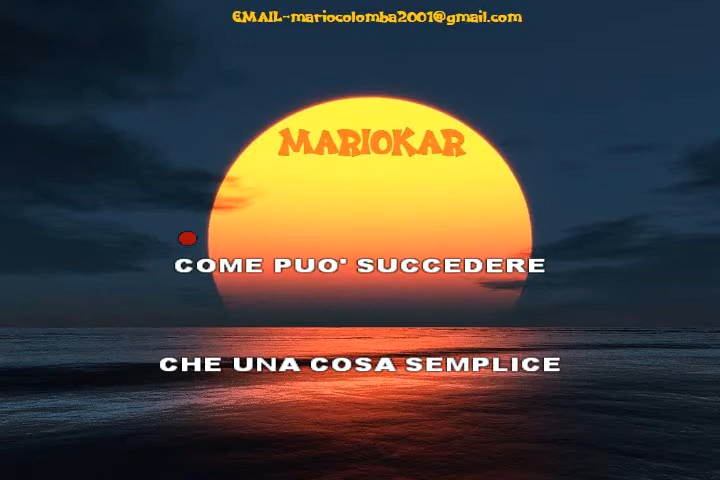 EMAIL-mariocolomba2001@gmail.com
MARIOKAR
COME PUO' SUCCEDERE
CHE UNA COSA SEMPLICE